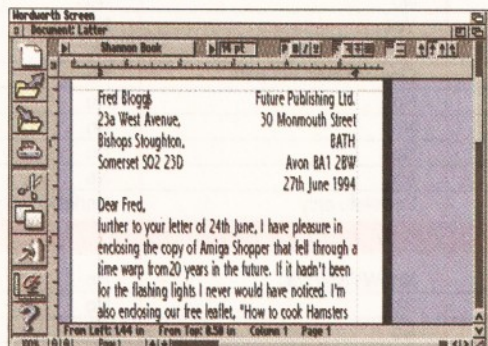 Wordworth Screen
Document: Latter
Shannon Book 14 pt P B I U
Fred Bloggs Future Publishing Ltd.
23a West Avenue, 30 Monmouth Street
Bishops Stoughton, BATH
Somerset SO2 23D Avon BA1 2BW
27th June 1994
Dear Fred,
further to your letter of 24th June, I have pleasure in
enclosing the copy of Amiga Shopper that fell through a
time warp from20 years in the future. If it hadn't been
for the flashing lights I never would have noticed. I'm
also enclosing our free leaflet, "How to cook Hamsters
From Left: 1.44 in From Top: 8.50 in Column 1 Page 1